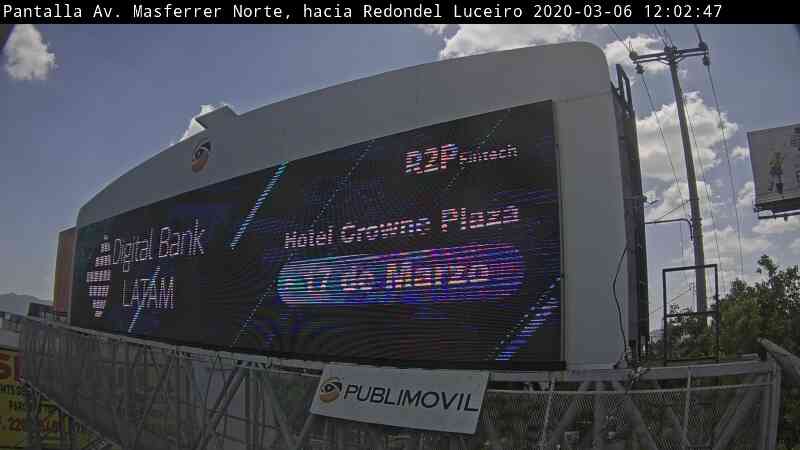 Pantalla Av. Masferrer Norte, hacia Redondel Luceiro 2020-03-06 12:02:47
R2P Fintech
Digital Bank
LATAM
Hotel Crowne Plaza
17 de Marzo
PUBLIMOVIL